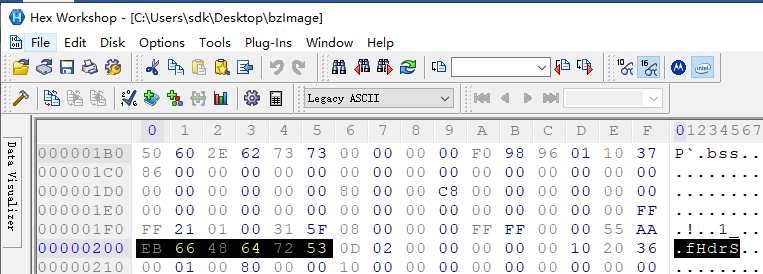 Hex Workshop - [C:\Users\sdk\Desktop\bzImage]
File Edit Disk Options Tools Plug-Ins Window Help
10 16 intel
Legacy ASCII
0 1 2 3 4 5 6 7 8 9 A B C D E F 01234567
000001B0 50 60 2E 62 73 73 00 00 00 00 F0 98 96 01 10 37 P`.bss..
000001C0 86 00 00 00 00 00 00 00 00 00 00 00 00 00 00 00 ........
000001D0 00 00 00 00 00 00 80 00 00 C8 00 00 00 00 00 00 ........
000001E0 00 00 00 00 00 00 00 00 00 00 00 00 00 00 00 FF ........
000001F0 FF 21 01 00 31 5F 08 00 00 00 FF FF 00 00 55 AA .!..1_..
00000200 EB 66 48 64 72 53 0D 02 00 00 00 00 00 10 20 36 .fHdrS..
00000210 00 01 00 80 00 00 10 00 00 00 00 00 00 00 00 00 ........
Data Visualizer